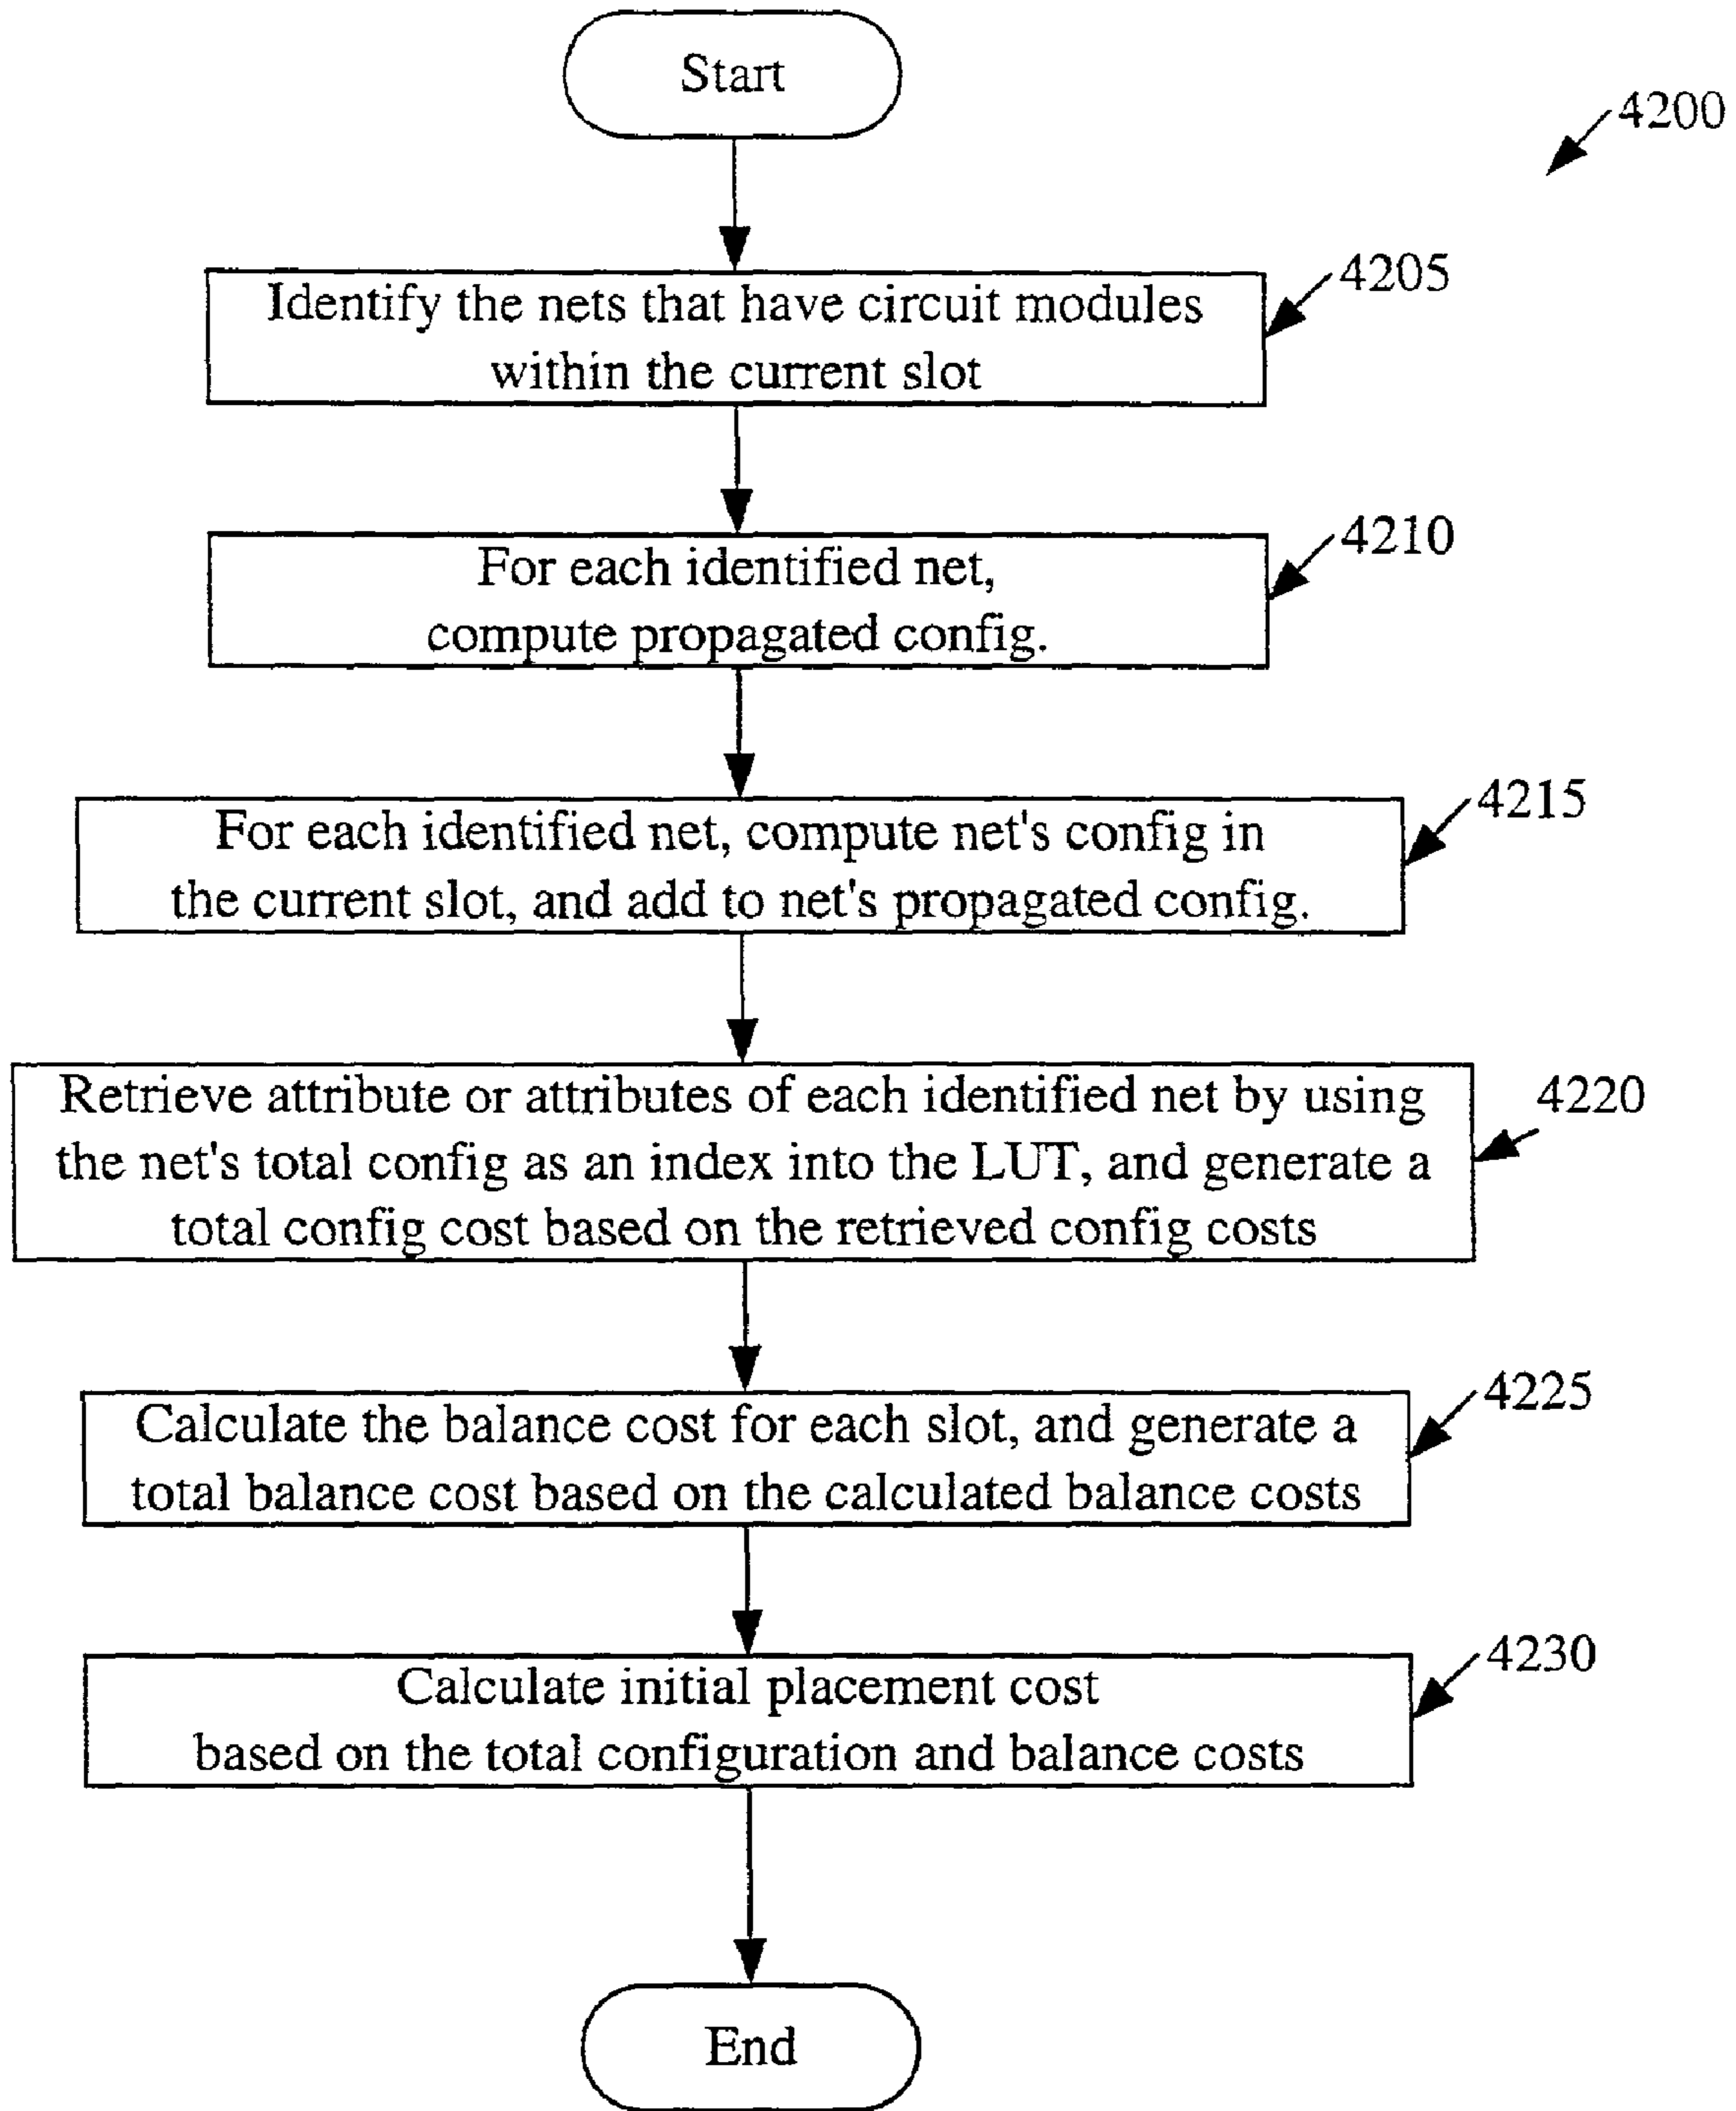 Start
4200
4205
Identify the nets that have circuit modules
within the current slot
4210
For each identified net,
compute propagated config.
4215
For each identified net, compute net's config in
the current slot, and add to net's propagated config.
4220
Retrieve attribute or attributes of each identified net by using
the net's total config as an index into the LUT, and generate a
total config cost based on the retrieved config costs
4225
Calculate the balance cost for each slot, and generate a
total balance cost based on the calculated balance costs
4230
Calculate initial placement cost
based on the total configuration and balance costs
End